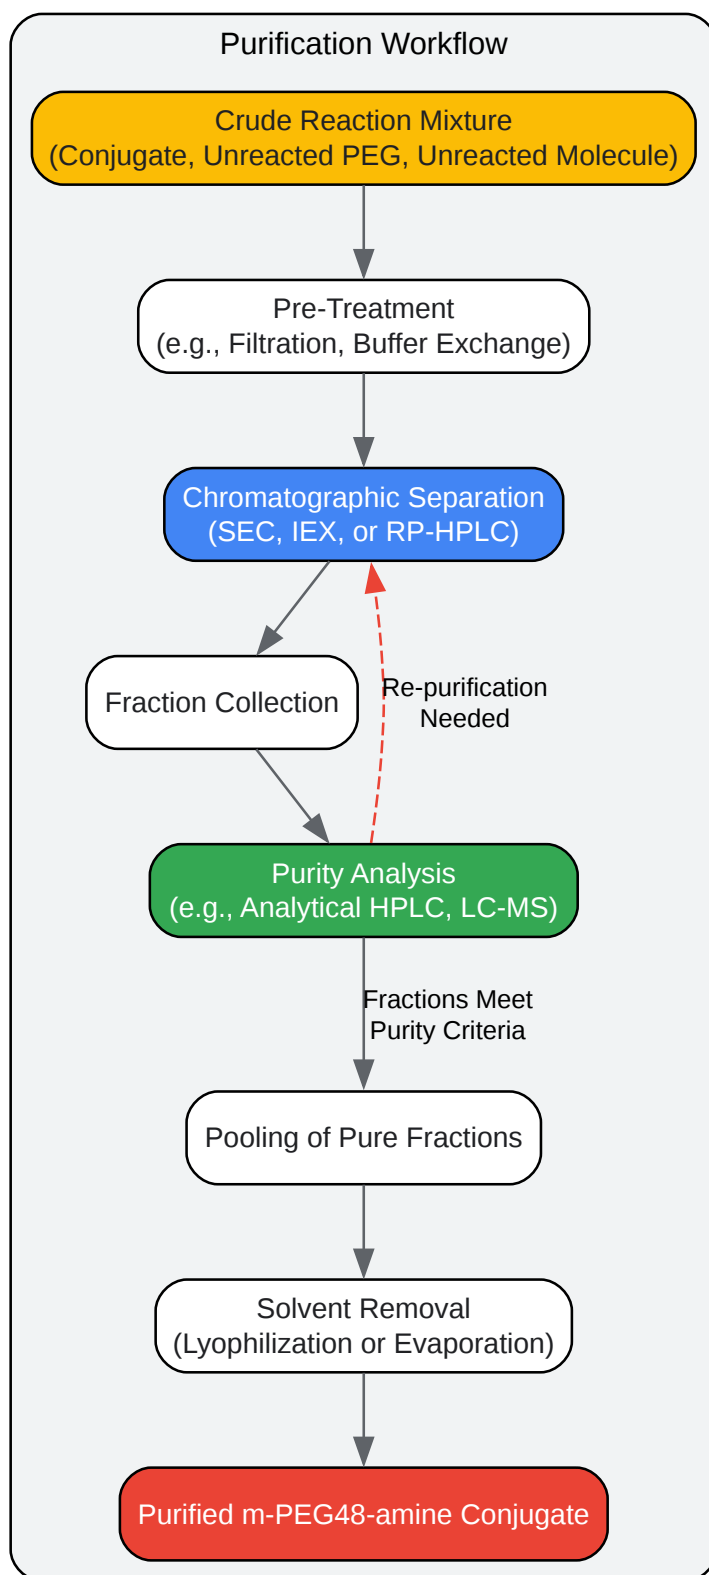 Purification Workflow
Crude Reaction Mixture
(Conjugate, Unreacted PEG, Unreacted Molecule)
Pre-Treatment
(e.g., Filtration, Buffer Exchange)
Chromatographic Separation
(SEC, IEX, or RP-HPLC)
Fraction Collection
Re-purification
Needed
Purity Analysis
(e.g., Analytical HPLC, LC-MS)
Fractions Meet
Purity Criteria
Pooling of Pure Fractions
Solvent Removal
(Lyophilization or Evaporation)
Purified m-PEG48-amine Conjugate